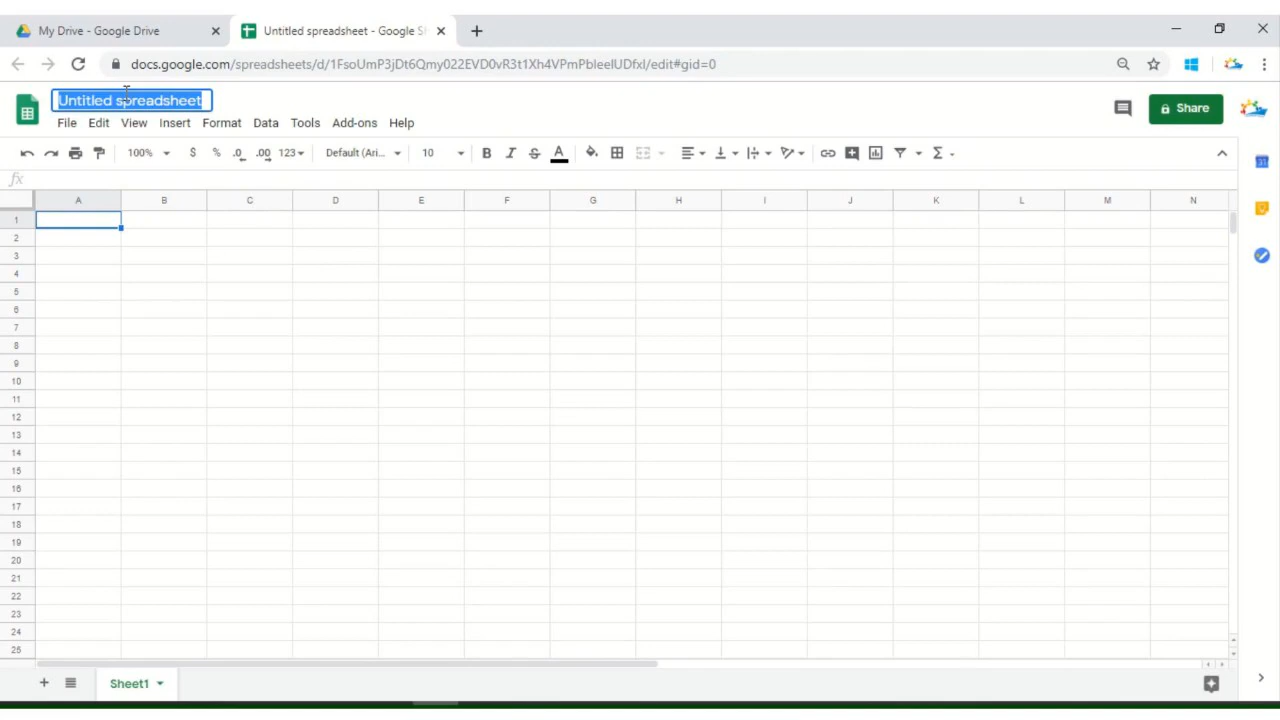 My Drive - Google Drive
Untitled spreadsheet - Google S
docs.google.com/spreadsheets/d/1FsoUmP3jDt6Qmy022EVD0vR3t1Xh4VPmPbleelUDfxI/edit#gid=0
Untitled spreadsheet
File Edit View Insert Format Data Tools Add-ons Help
Share
100% $ % .0 .00 123 Default (Ari... 10 B I S A Σ
fx
A B C D E F G H I J K L M N
1
2
3
4
5
6
7
8
9
10
11
12
13
14
15
16
17
18
19
20
21
22
23
24
25
Sheet1